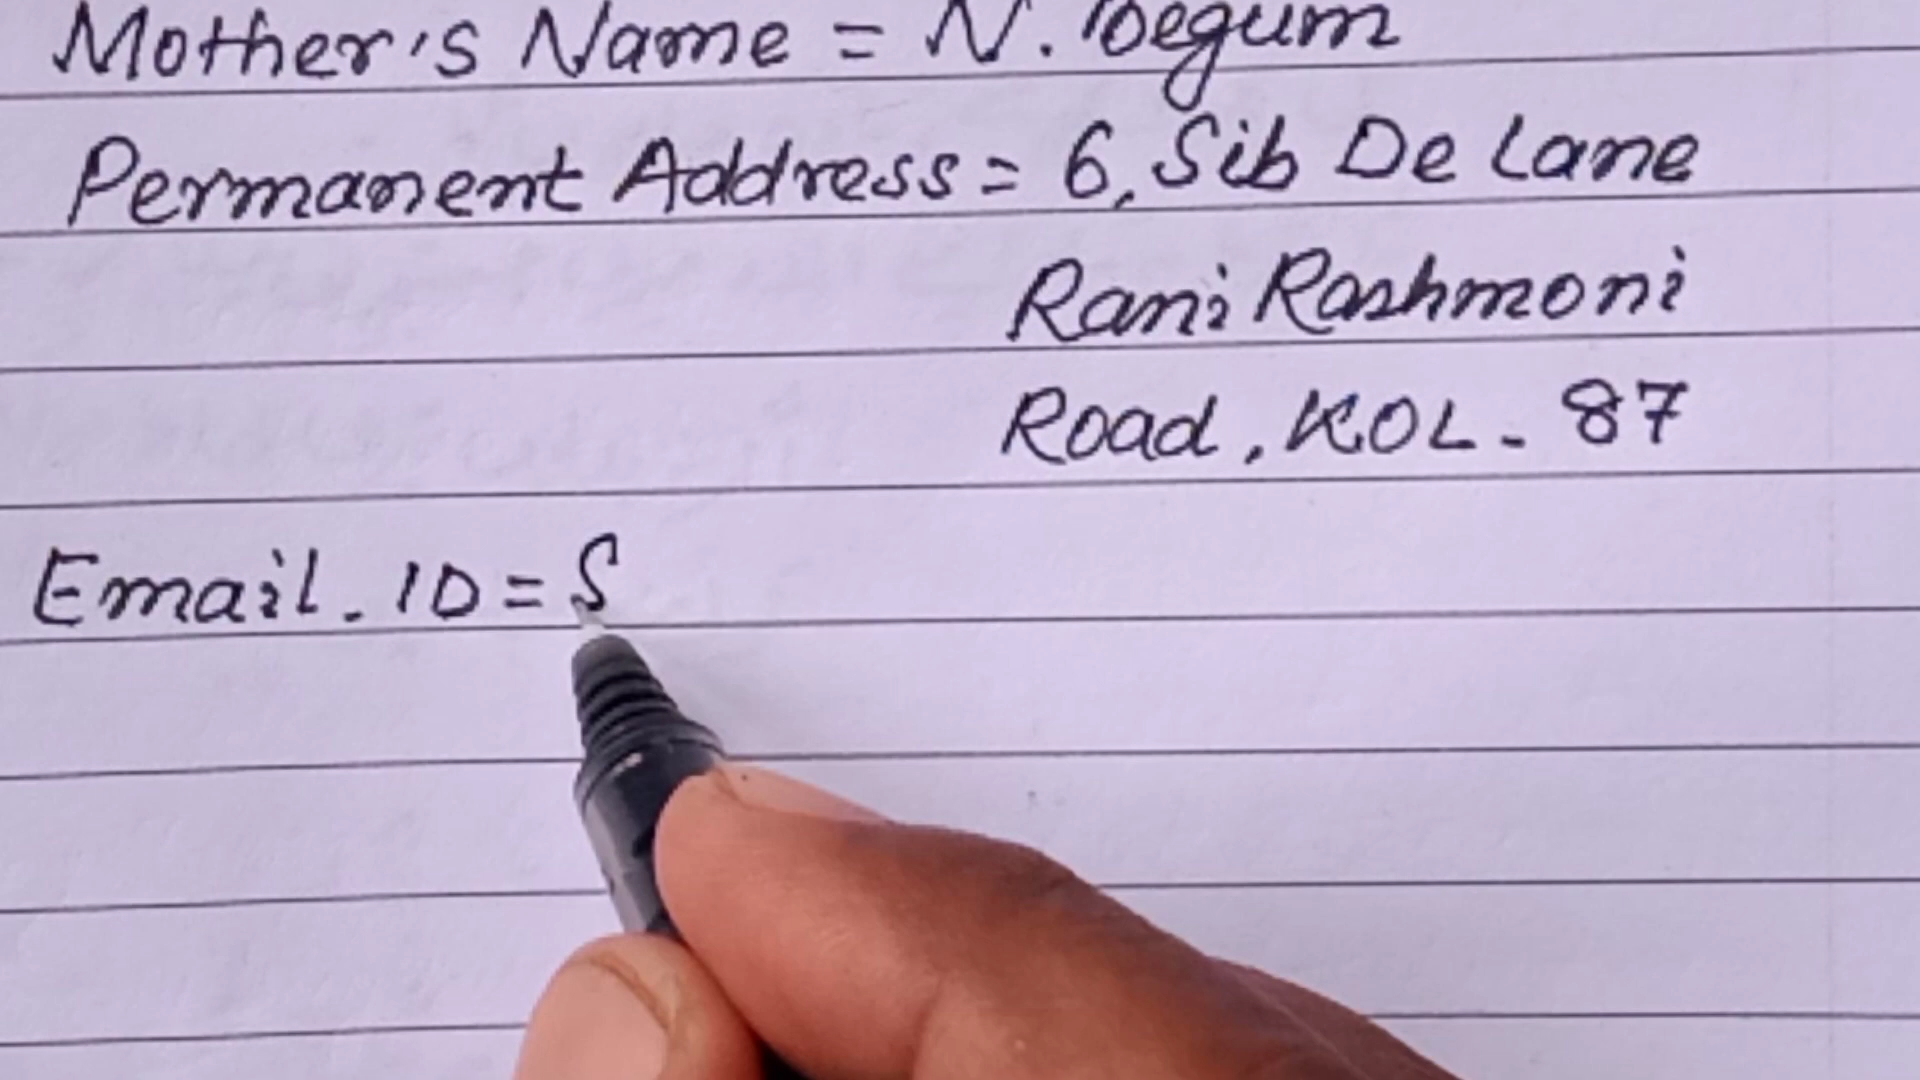 Mother's Name = N. Begum
Permanent Address = 6, Sib De Lane
Rani Rashmoni
Road, KOL - 87
Email. ID = S